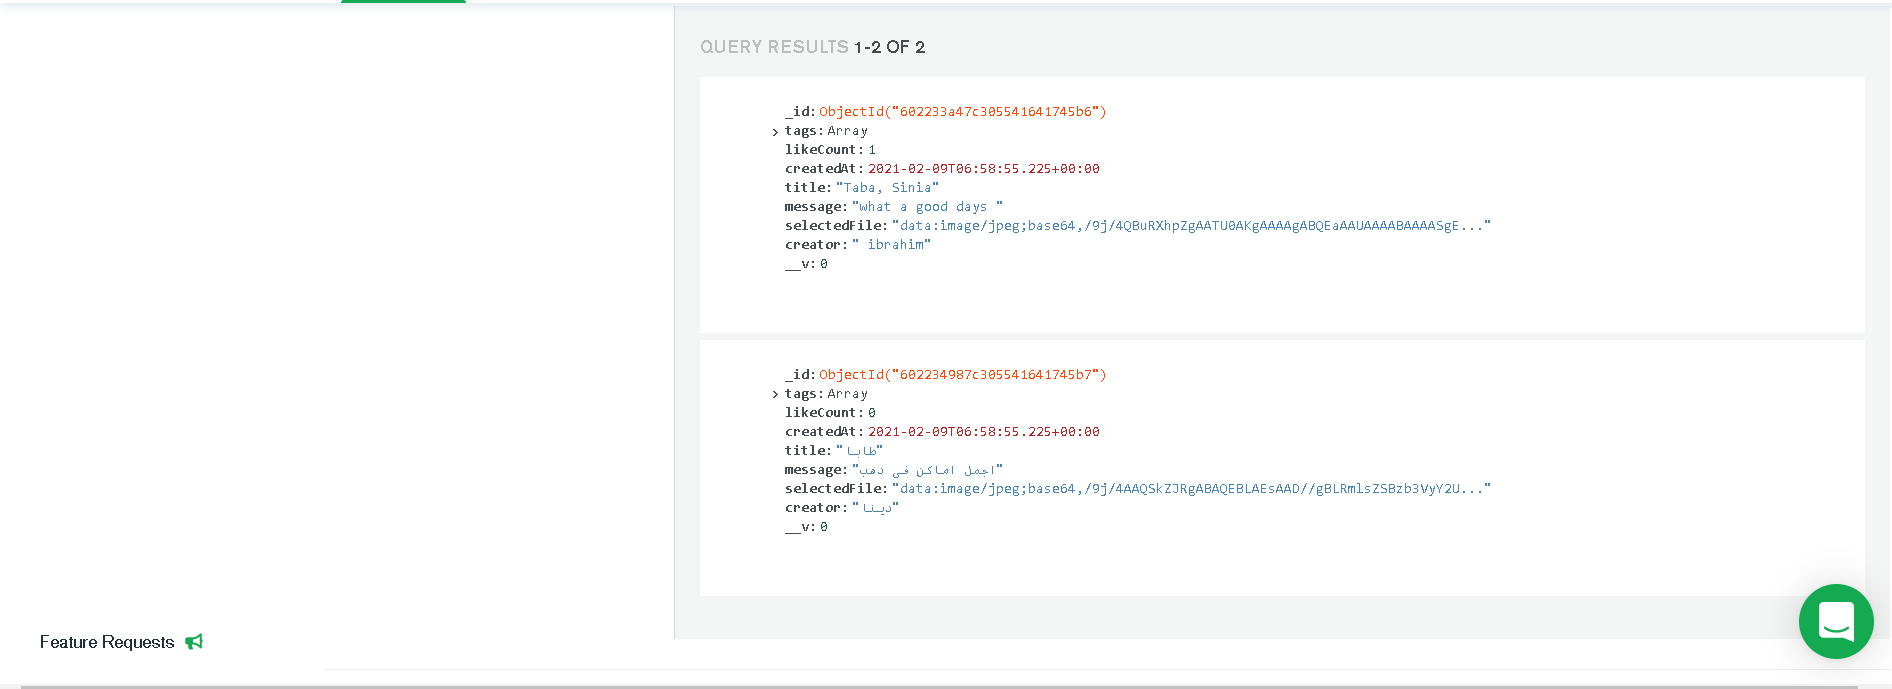 QUERY RESULTS 1-2 OF 2
_id: ObjectId("602233a47c305541641745b6")
tags: Array
likeCount: 1
createdAt: 2021-02-09T06:58:55.225+00:00
title: "Taba, Sinia"
message: "what a good days "
selectedFile: "data:image/jpeg;base64,/9j/4QBuRXhpZgAATU0AKgAAAAgABQEaAAUAAAABAAAASgE..."
creator: " ibrahim"
__v: 0
_id: ObjectId("602234987c305541641745b7")
tags: Array
likeCount: 0
createdAt: 2021-02-09T06:58:55.225+00:00
title: "طابا"
message: "اجمل اماكن فى دهب"
selectedFile: "data:image/jpeg;base64,/9j/4AAQSkZJRgABAQEBLAEsAAD//gBLRmlsZSBzb3VyY2U..."
creator: "دينا"
__v: 0
Feature Requests